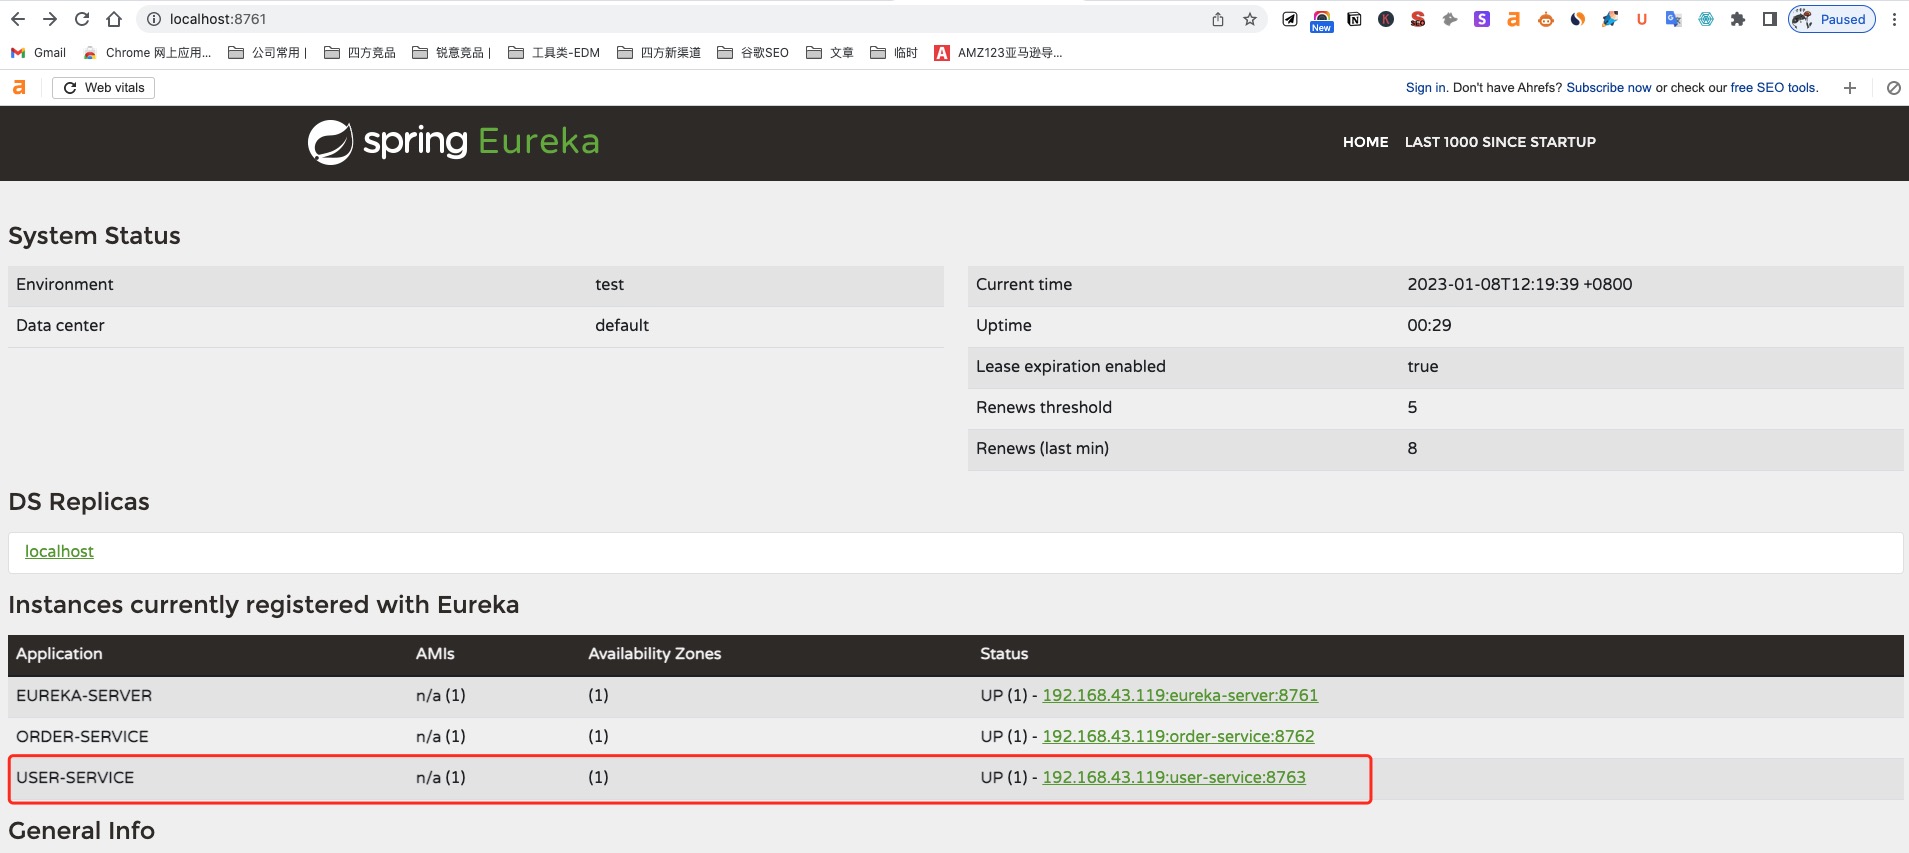 localhost:8761
New
Paused
Gmail
Chrome 网上应用...
公司常用 |
四方竞品
锐意竞品 |
工具类-EDM
四方新渠道
谷歌SEO
文章
临时
AMZ123亚马逊导...
Web vitals
Sign in. Don't have Ahrefs? Subscribe now or check our free SEO tools.
spring Eureka
HOME LAST 1000 SINCE STARTUP
System Status
Environment test
Data center default
Current time 2023-01-08T12:19:39 +0800
Uptime 00:29
Lease expiration enabled true
Renews threshold 5
Renews (last min) 8
DS Replicas
localhost
Instances currently registered with Eureka
Application AMIs Availability Zones Status
EUREKA-SERVER n/a (1) (1) UP (1) - 192.168.43.119:eureka-server:8761
ORDER-SERVICE n/a (1) (1) UP (1) - 192.168.43.119:order-service:8762
USER-SERVICE n/a (1) (1) UP (1) - 192.168.43.119:user-service:8763
General Info